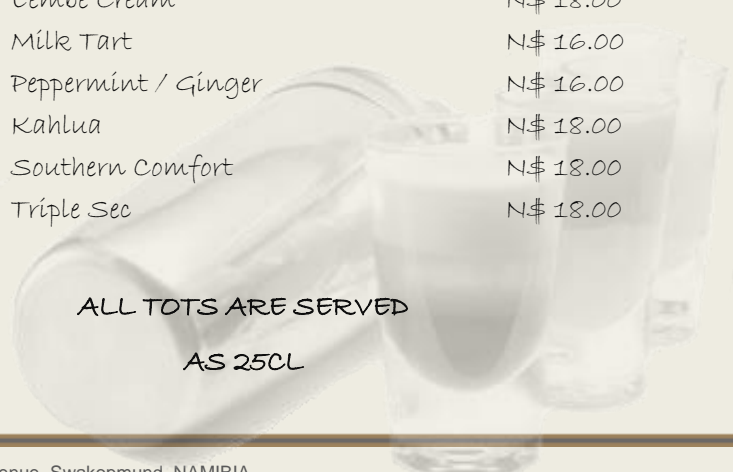 Milk Tart N$ 16.00
Peppermint / Ginger N$ 16.00
Kahlua N$ 18.00
Southern Comfort N$ 18.00
Triple Sec N$ 18.00
ALL TOTS ARE SERVED
AS 25CL
Swakopmund, NAMIBIA